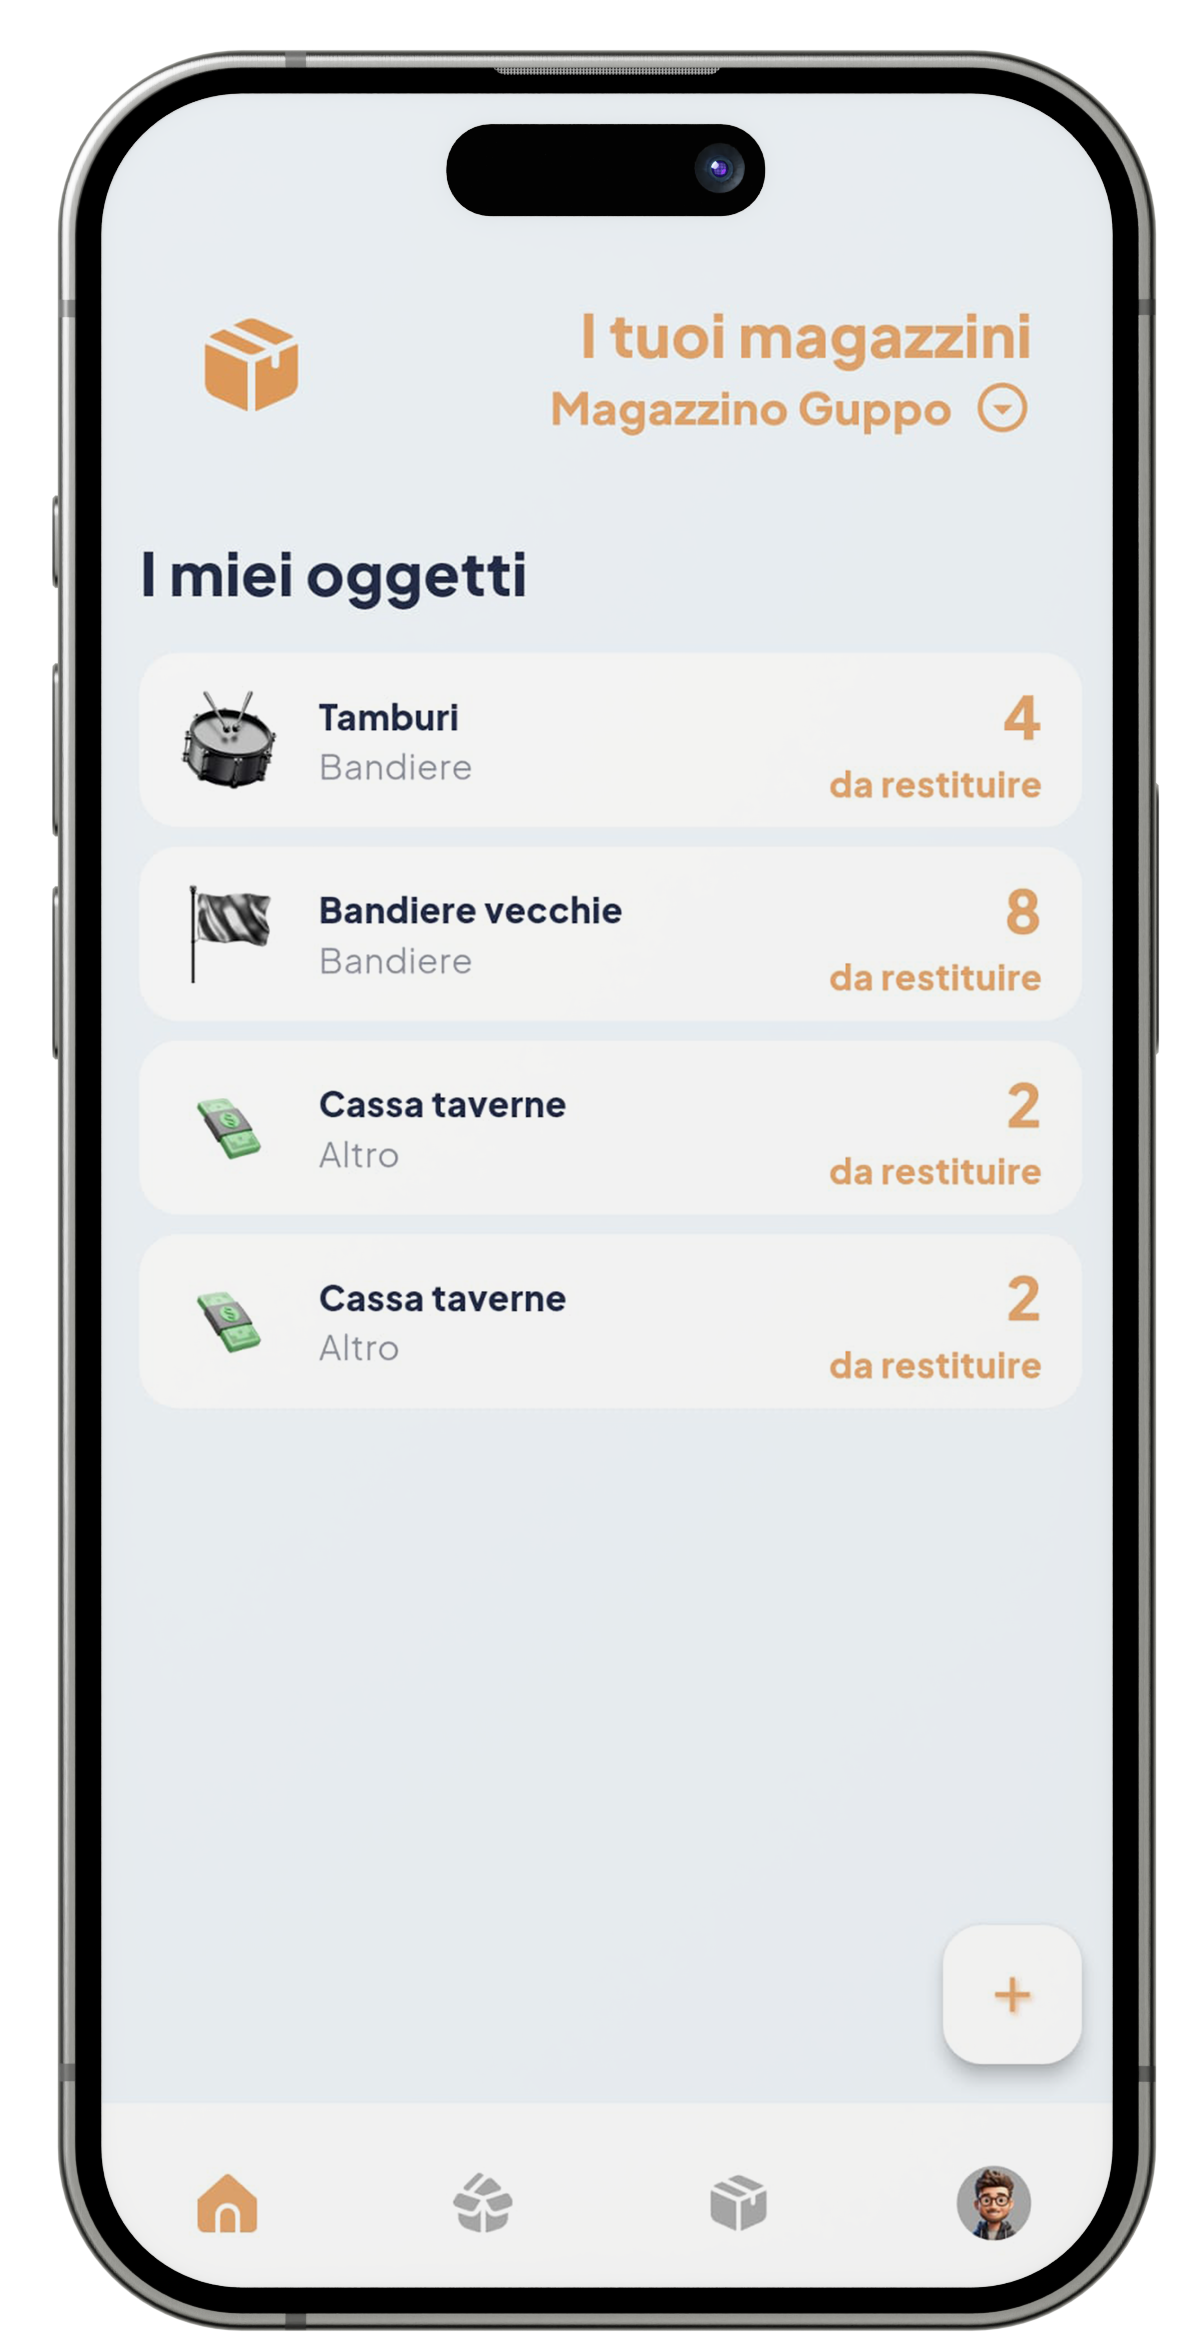 I tuoi magazzini
Magazzino Guppo
I miei oggetti
Tamburi
Bandiere
4
da restituire
Bandiere vecchie
Bandiere
8
da restituire
Cassa taverne
Altro
2
da restituire
Cassa taverne
Altro
2
da restituire
+